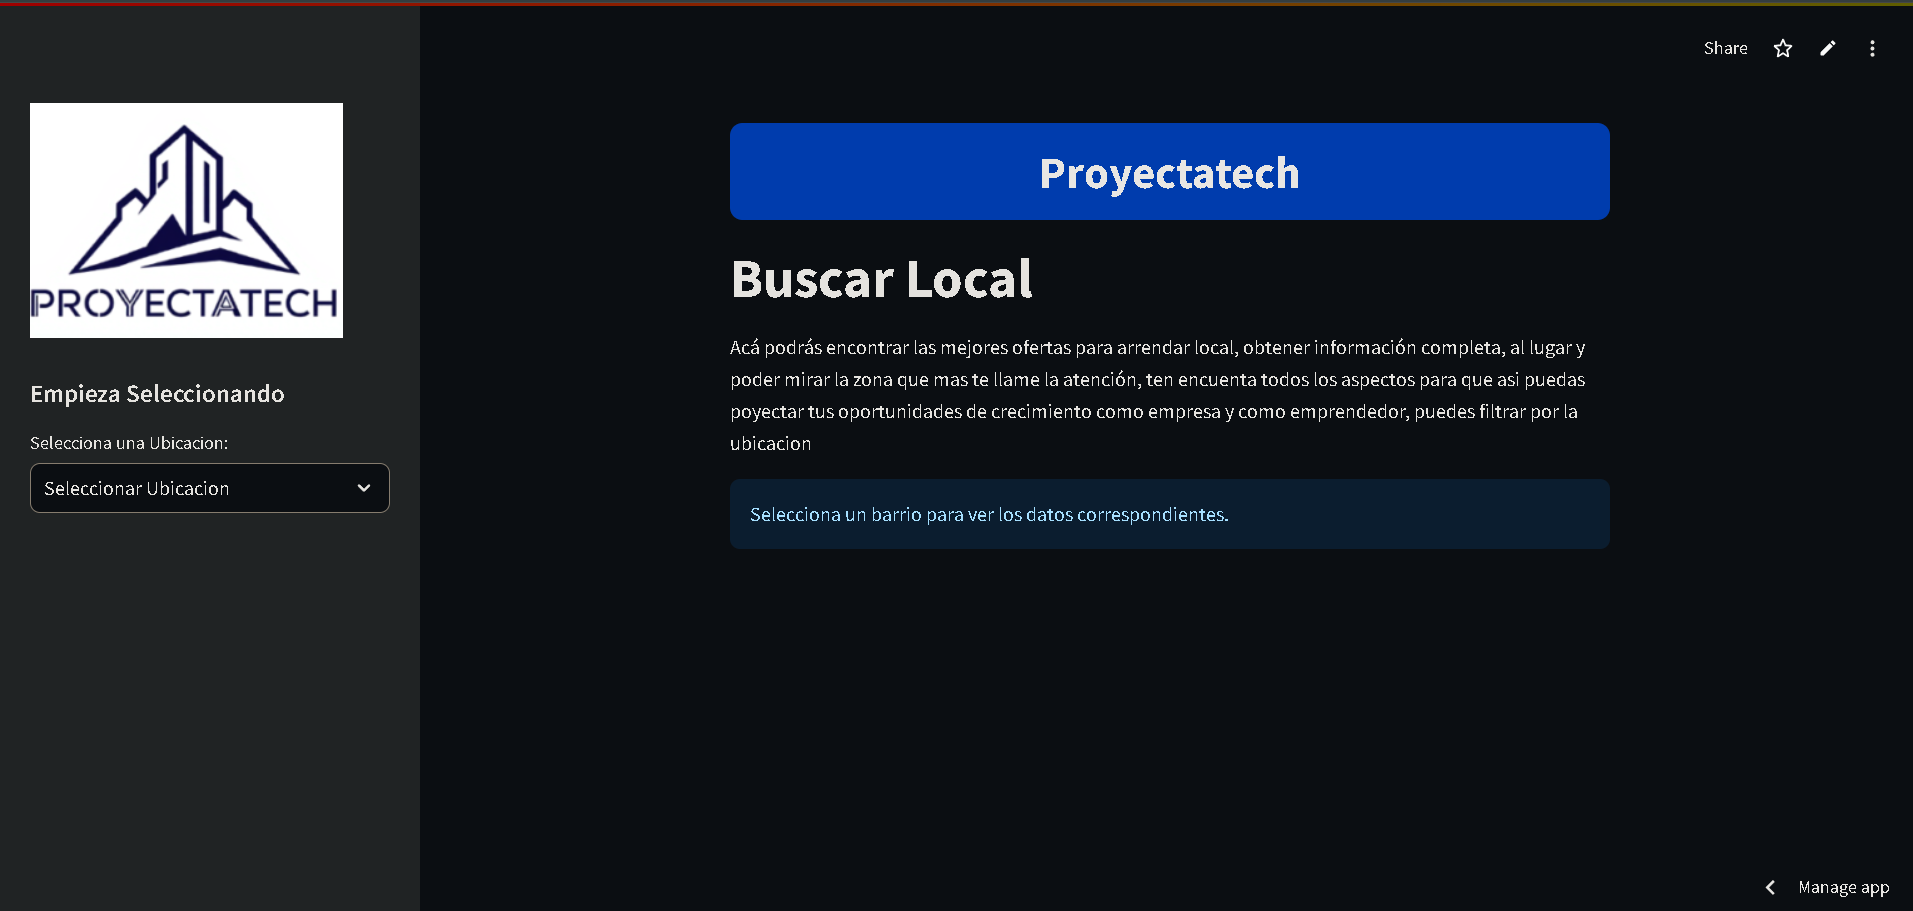 Share
PROYECTATECH
Empieza Seleccionando
Selecciona una Ubicacion:
Seleccionar Ubicacion
Proyectatech
Buscar Local
Acá podrás encontrar las mejores ofertas para arrendar local, obtener información completa, al lugar y
poder mirar la zona que mas te llame la atención, ten encuenta todos los aspectos para que asi puedas
poyectar tus oportunidades de crecimiento como empresa y como emprendedor, puedes filtrar por la
ubicacion
Selecciona un barrio para ver los datos correspondientes.
Manage app